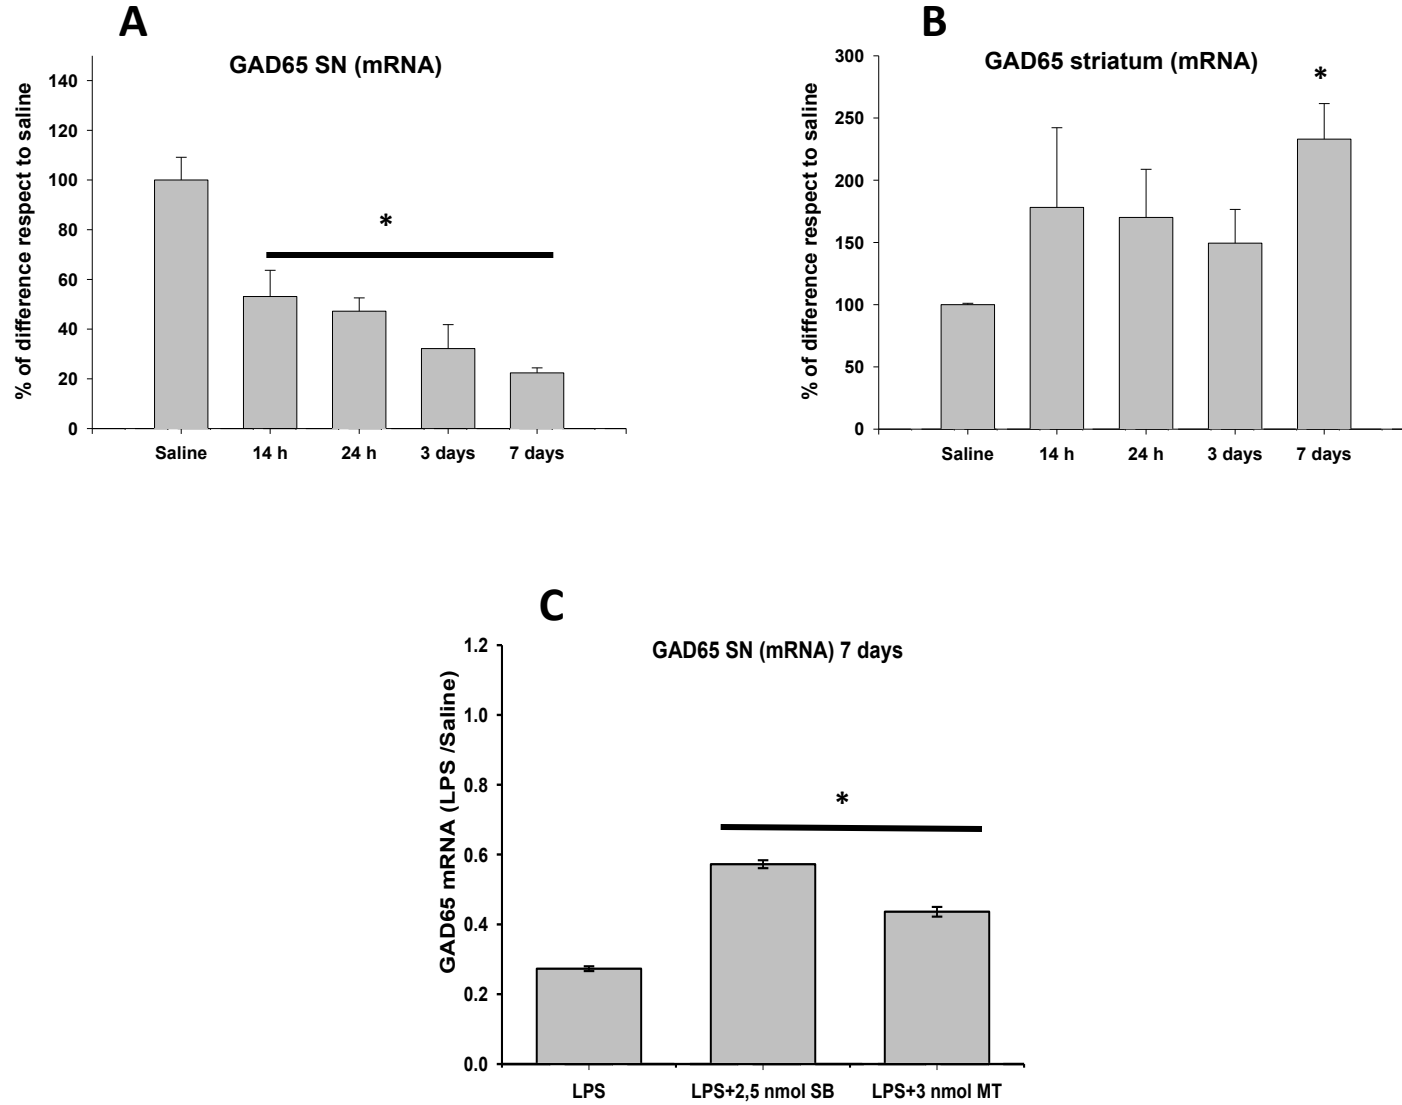 A
GAD65 SN (mRNA)
% of difference respect to saline
140
120
100
80
60
40
20
0
*
Saline 14 h 24 h 3 days 7 days
B
GAD65 striatum (mRNA)
% of difference respect to saline
300
250
200
150
100
50
0
*
Saline 14 h 24 h 3 days 7 days
C
GAD65 SN (mRNA) 7 days
GAD65 mRNA (LPS /Saline)
1.2
1.0
0.8
0.6
0.4
0.2
0.0
*
LPS LPS+2,5 nmol SB LPS+3 nmol MT